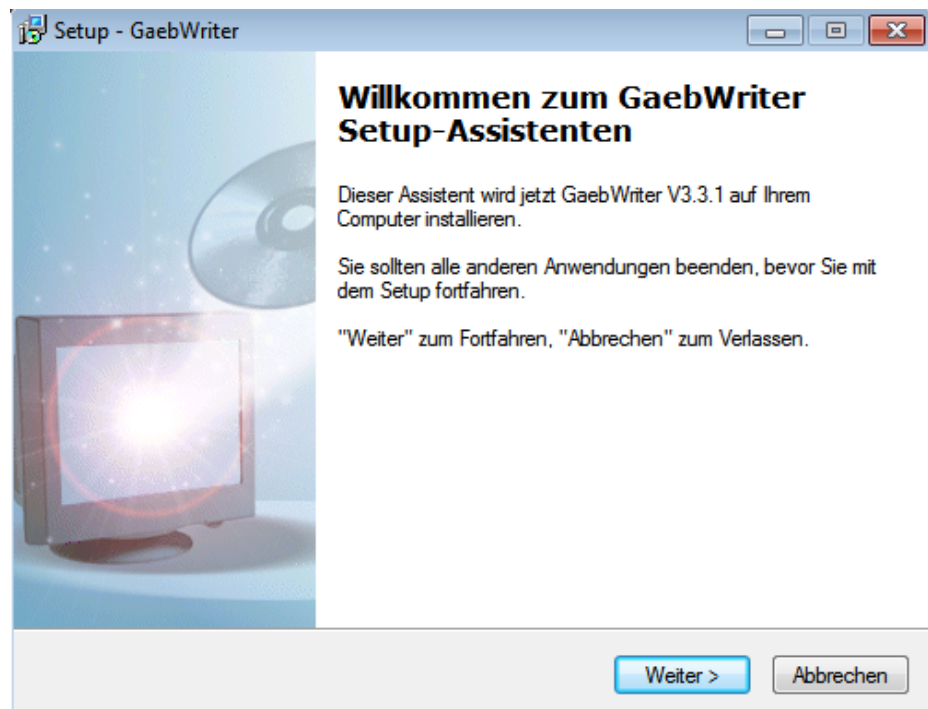 Setup - GaebWriter
Willkommen zum GaebWriter
Setup-Assistenten
Dieser Assistent wird jetzt GaebWriter V3.3.1 auf Ihrem
Computer installieren.
Sie sollten alle anderen Anwendungen beenden, bevor Sie mit
dem Setup fortfahren.
"Weiter" zum Fortfahren, "Abbrechen" zum Verlassen.
Weiter >
Abbrechen